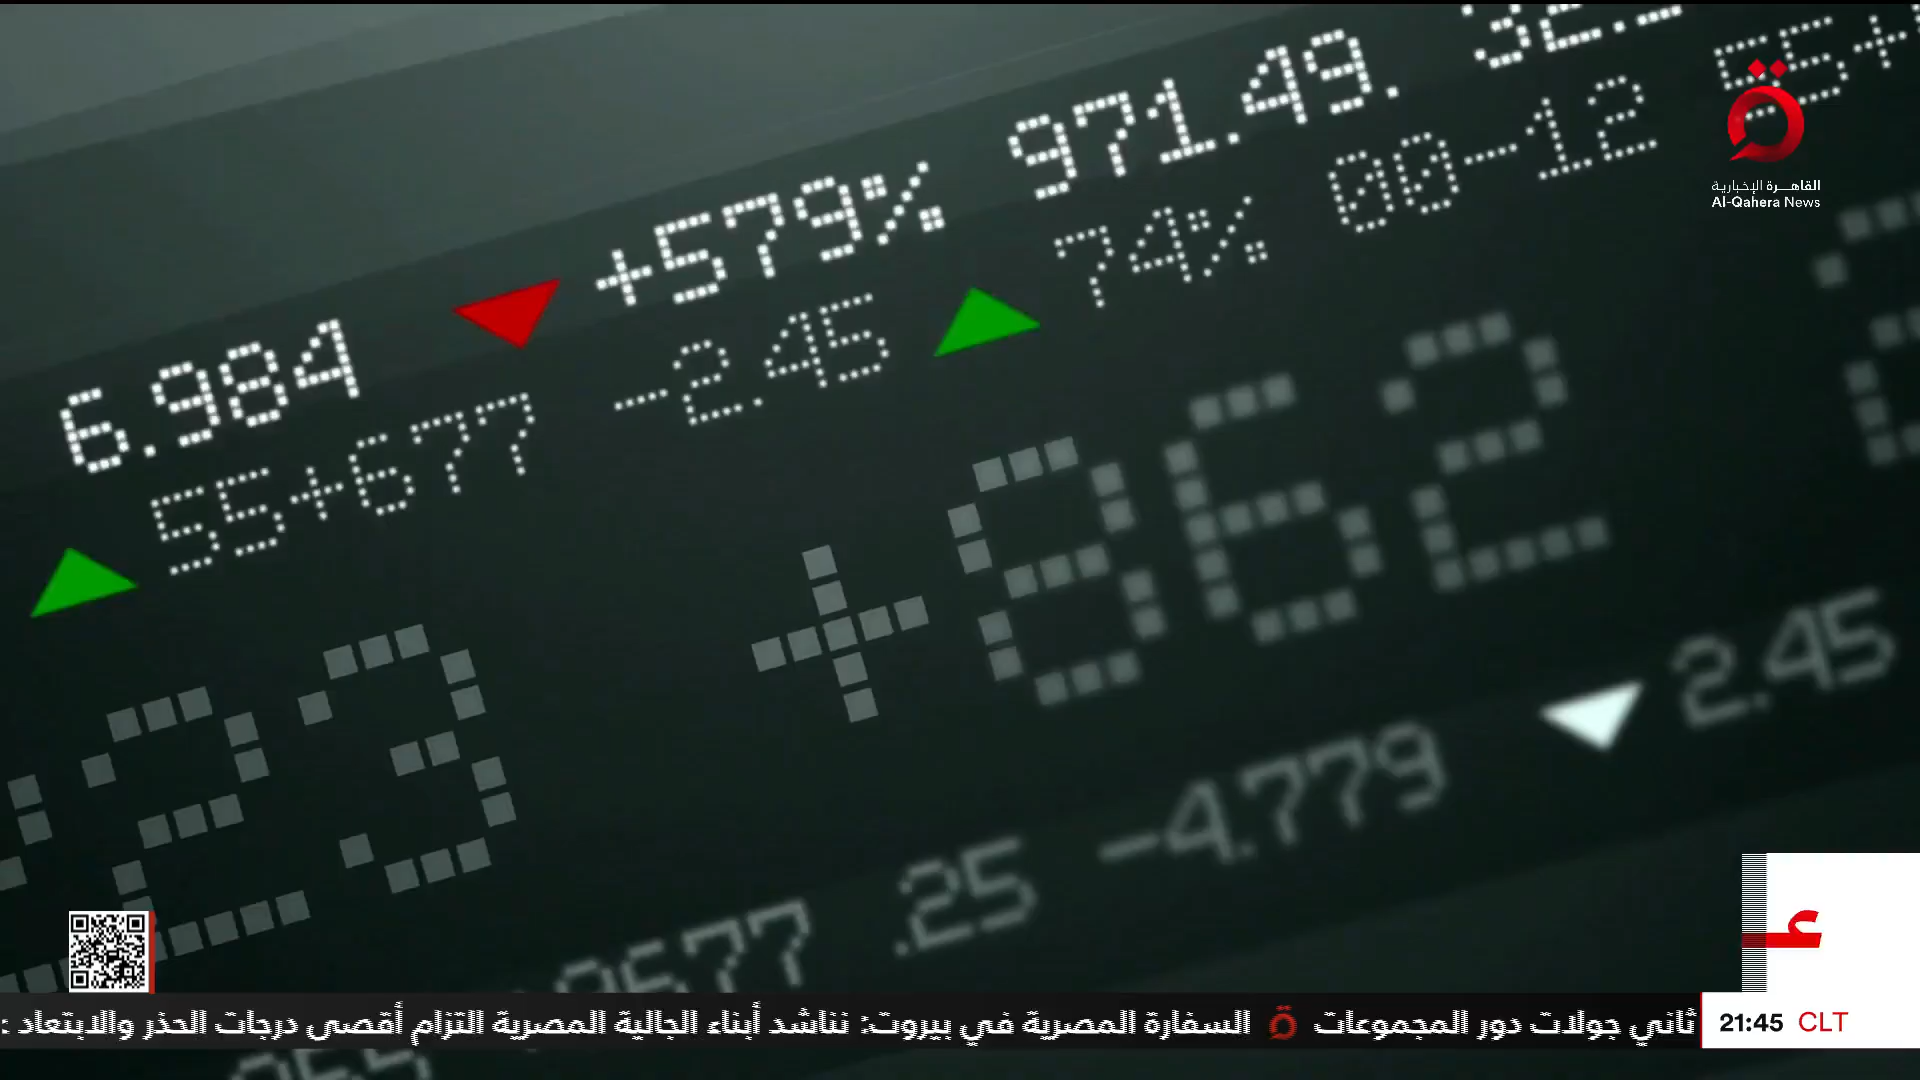 6.984 +579% 971.49.
55+677 -2.45 74% 00-12 55+
القاهرة الإخبارية
Al-Qahera News
23 +862
.25 -4.779 2.45
عـ
ثاني جولات دور المجموعات السفارة المصرية في بيروت: نناشد أبناء الجالية المصرية التزام أقصى درجات الحذر والابتعاد
21:45 CLT